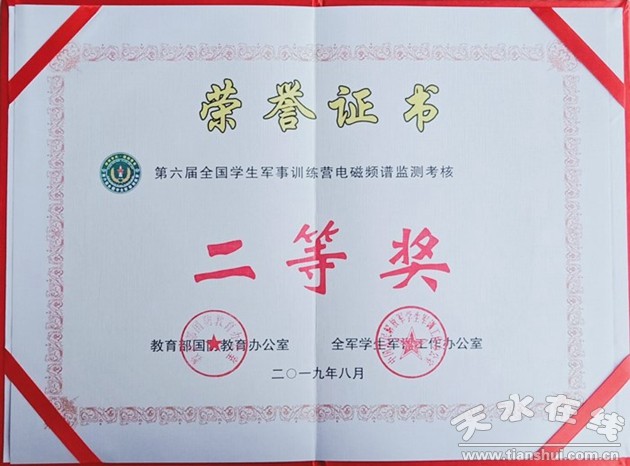 荣誉证书
第六届全国学生军事训练营电磁频谱监测考核
二等奖
教育部国防教育办公室 全军学生军训工作办公室
二〇一九年八月
天水在线
www.tianshui.com.cn